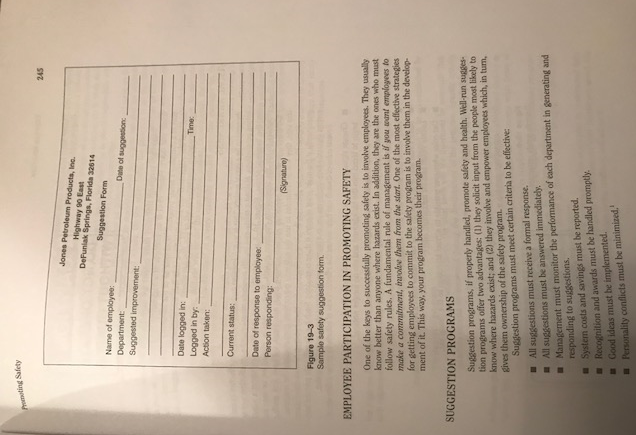 Promoting Safety
245
Jones Petroleum Products, Inc.
Highway 90 East
DeFuniak Springs, Florida 32614
Suggestion Form
Name of employee:
Department: Date of suggestion:
Suggested improvement:
Date logged in:
Logged in by: Time:
Action taken:
Current status:
Date of response to employee:
Person responding:
(Signature)
Figure 19–3
Sample safety suggestion form.
EMPLOYEE PARTICIPATION IN PROMOTING SAFETY
One of the keys to successfully promoting safety is to involve employees. They usually
know better than anyone where hazards exist. In addition, they are the ones who must
follow safety rules. A fundamental rule of management is if you want employees to
make a commitment, involve them from the start. One of the most effective strategies
for getting employees to commit to the safety program is to involve them in the develop-
ment of it. This way, your program becomes their program.
SUGGESTION PROGRAMS
Suggestion programs, if properly handled, promote safety and health. Well-run sugges-
tion programs offer two advantages: (1) they solicit input from the people most likely to
know where hazards exist; and (2) they involve and empower employees which, in turn,
gives them ownership of the safety program.
Suggestion programs must meet certain criteria to be effective:
■ All suggestions must receive a formal response.
■ All suggestions must be answered immediately.
■ Management must monitor the performance of each department in generating and
responding to suggestions.
■ System costs and savings must be reported.
■ Recognition and awards must be handled promptly.
■ Good ideas must be implemented.
■ Personality conflicts must be minimized.¹